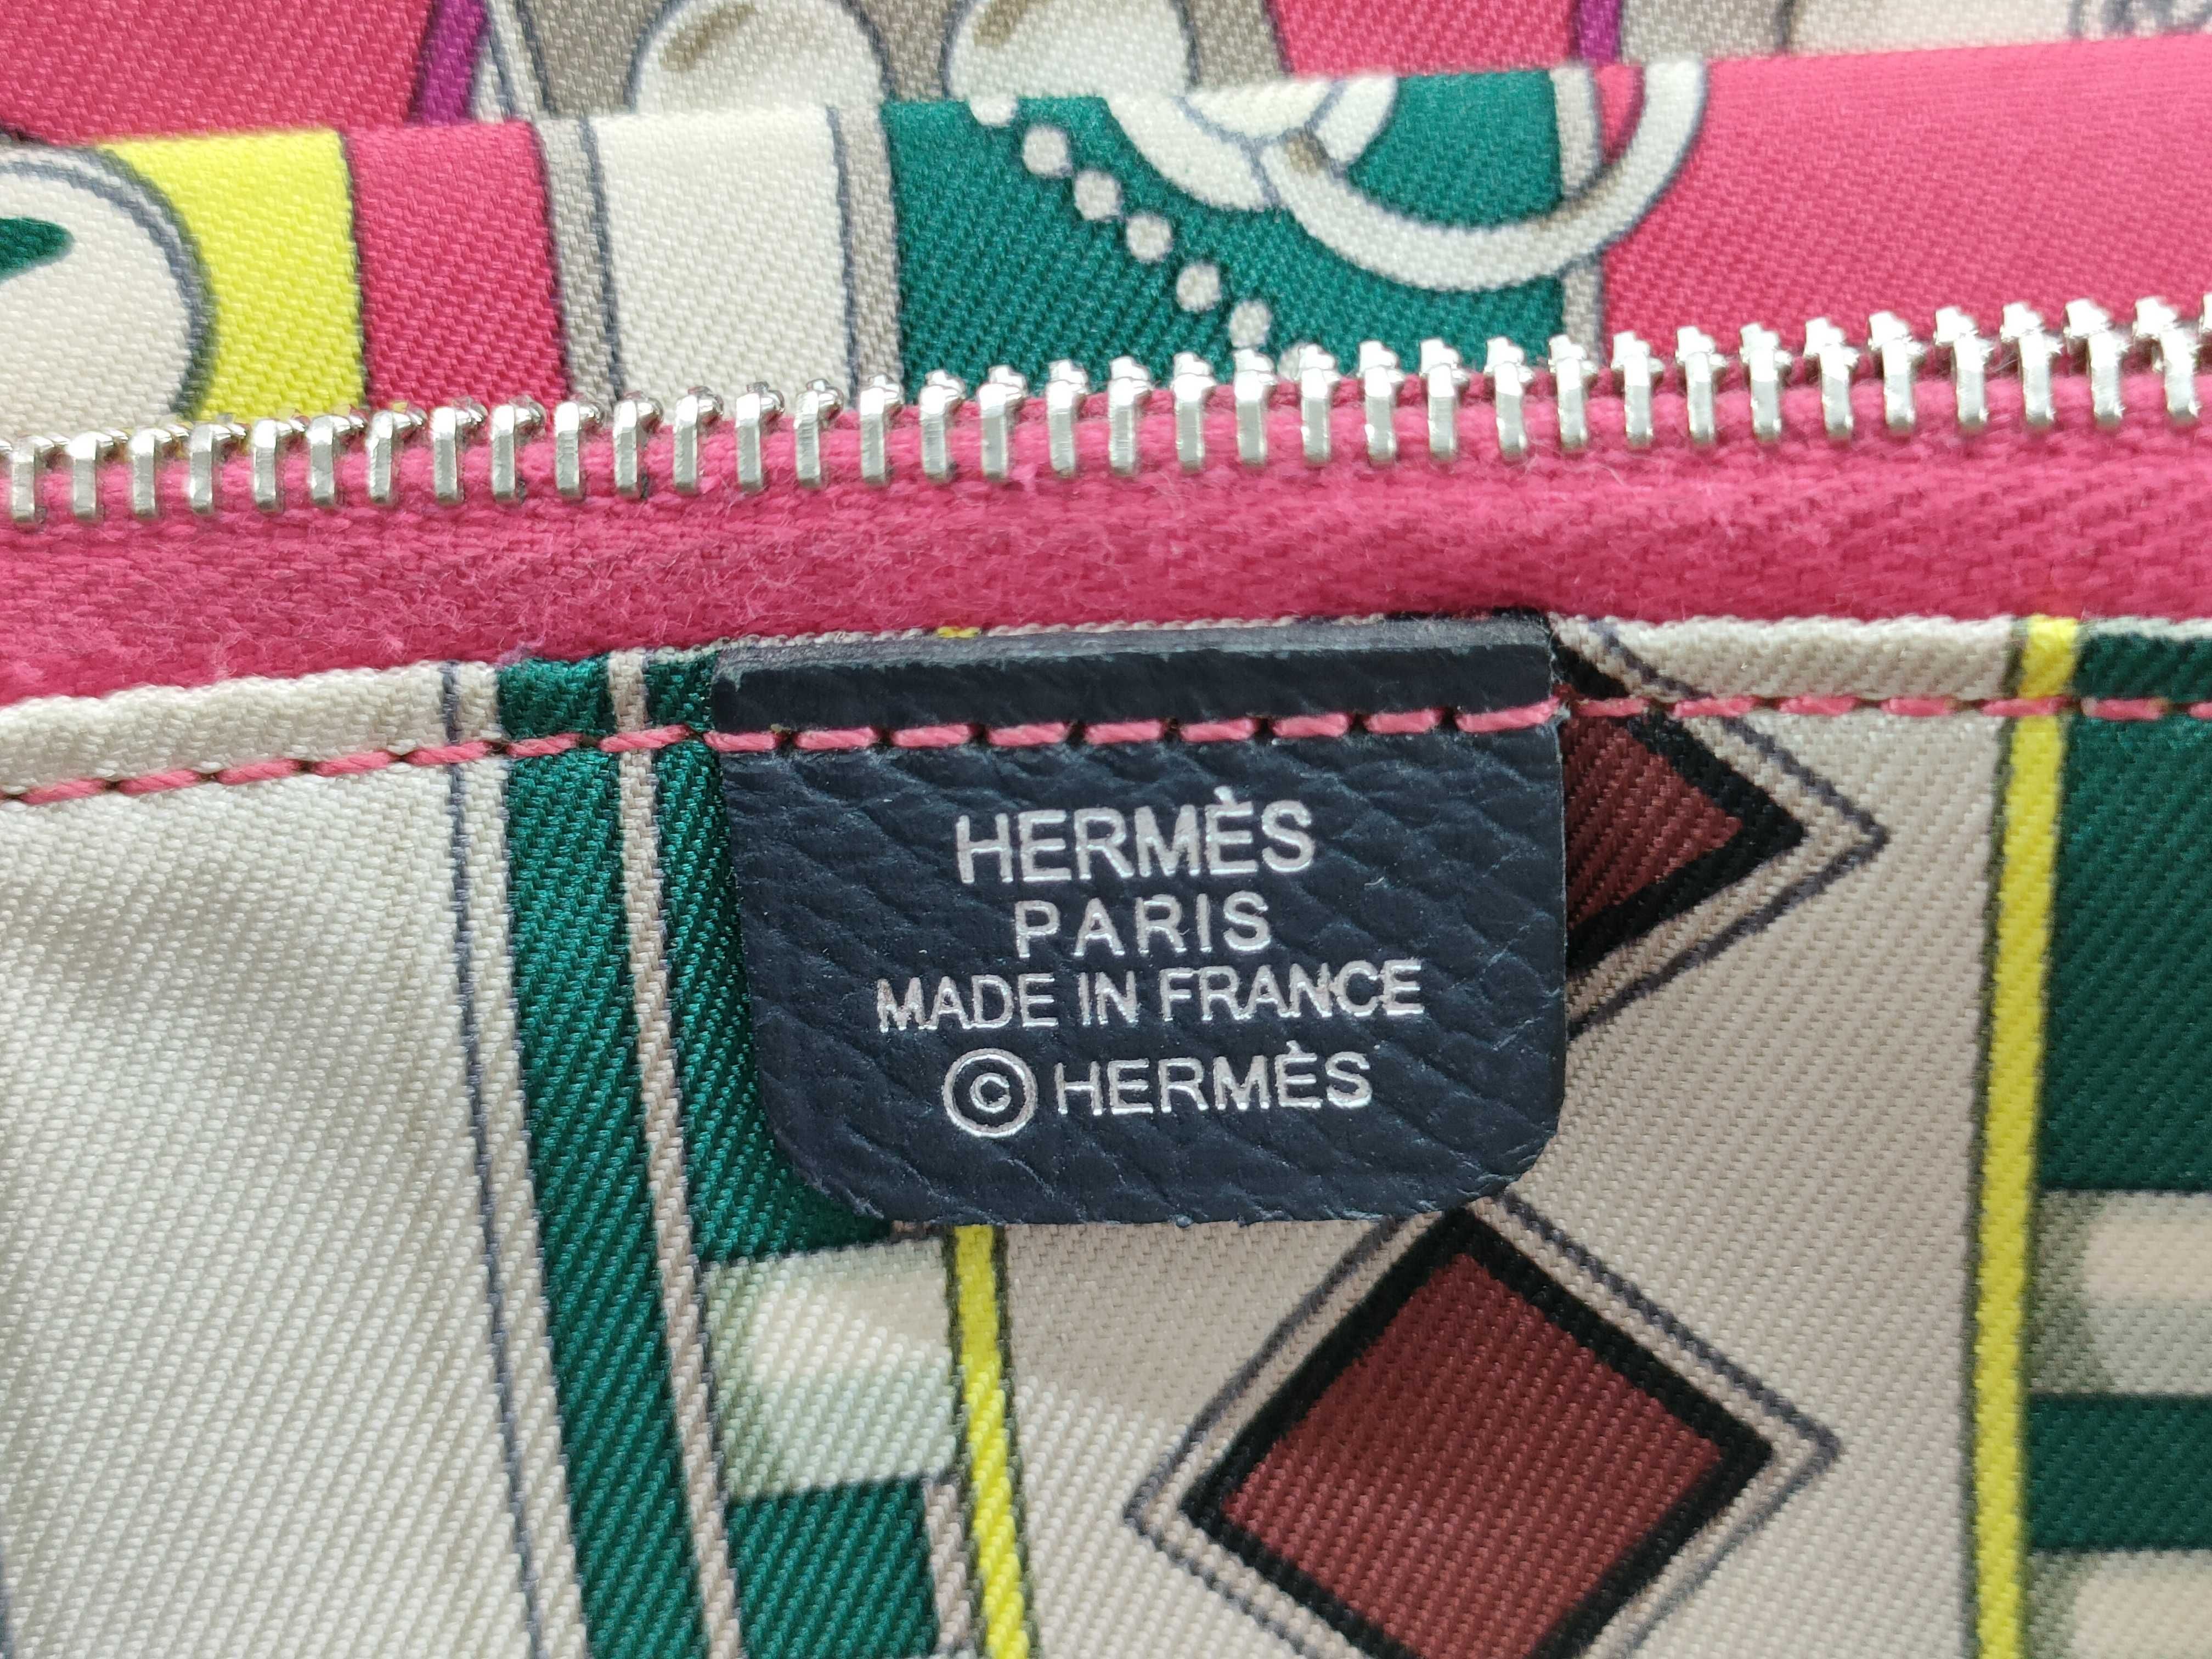 HERMÈS
PARIS
MADE IN FRANCE
© HERMÈS